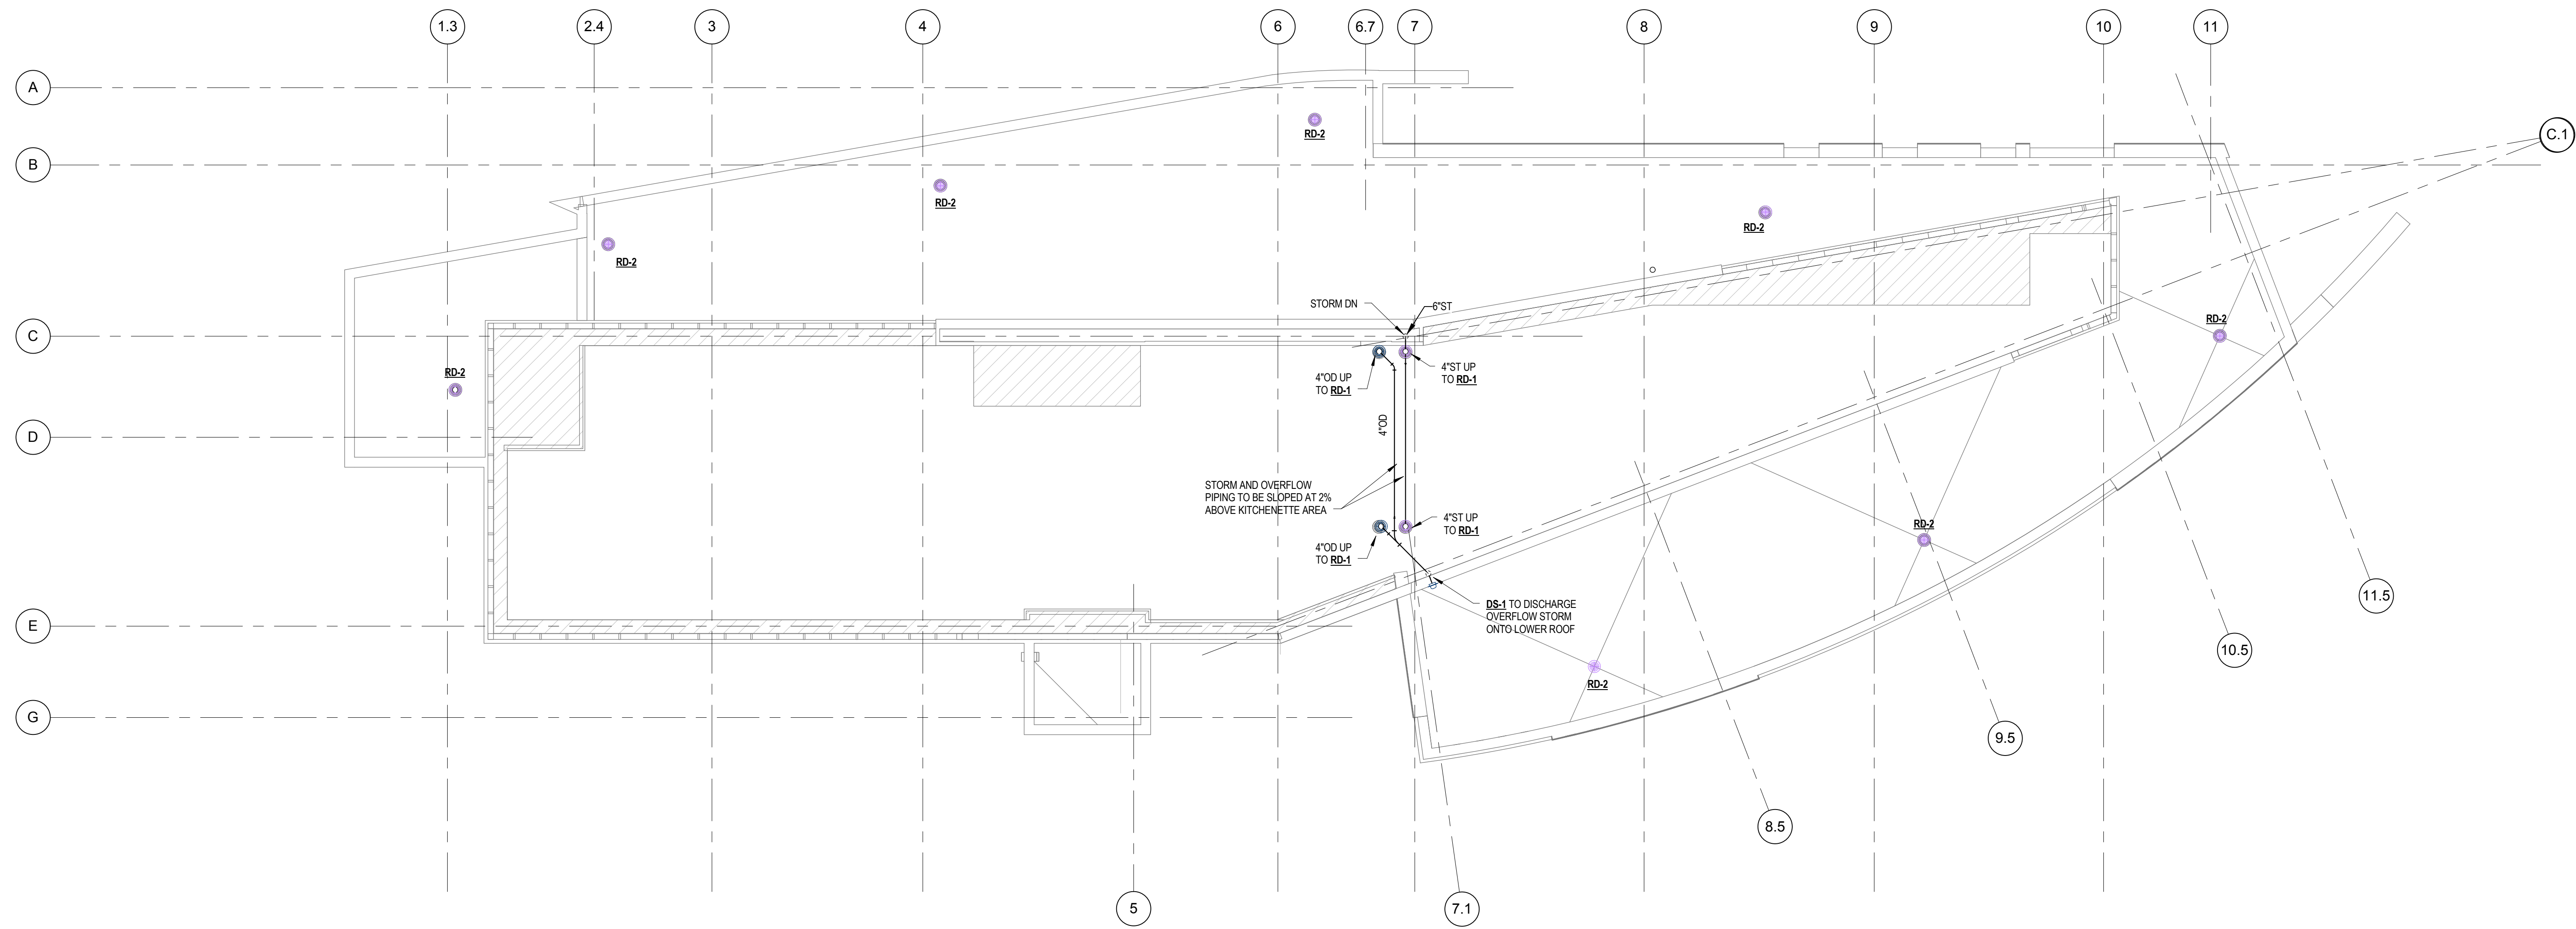 1.3
2.4
3
4
6
6.7
7
8
9
10
11
A
B
C
D
E
G
C.1
RD-2
RD-2
RD-2
RD-2
RD-2
RD-2
RD-2
RD-2
STORM DN
6"ST
4"OD UP
TO RD-1
4"ST UP
TO RD-1
4"OD
STORM AND OVERFLOW
PIPING TO BE SLOPED AT 2%
ABOVE KITCHENETTE AREA
4"ST UP
TO RD-1
4"OD UP
TO RD-1
DS-1 TO DISCHARGE
OVERFLOW STORM
ONTO LOWER ROOF
5
7.1
8.5
9.5
10.5
11.5